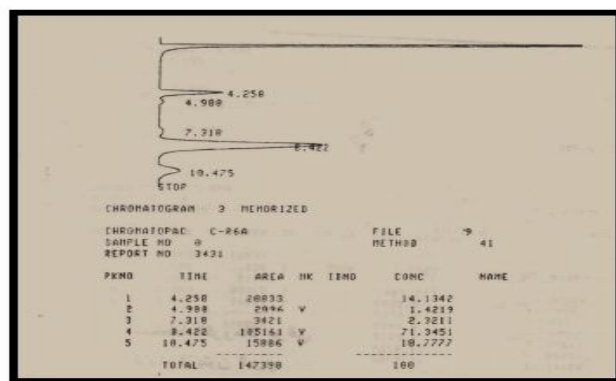 4.258
4.988
7.318
8.422
10.475
STOP
CHROMATOGRAM 3 MEMORIZED
CHROMATOPAC C-R6A FILE 9
SAMPLE NO 0 METHOD 41
REPORT NO 3431
PKNO TIME AREA MK IDNO CONC NAME
1 4.258 20833 14.1342
2 4.988 2096 V 1.4219
3 7.318 3421 2.3211
4 8.422 105161 V 71.3451
5 10.475 15886 V 10.7777
TOTAL 147398 100